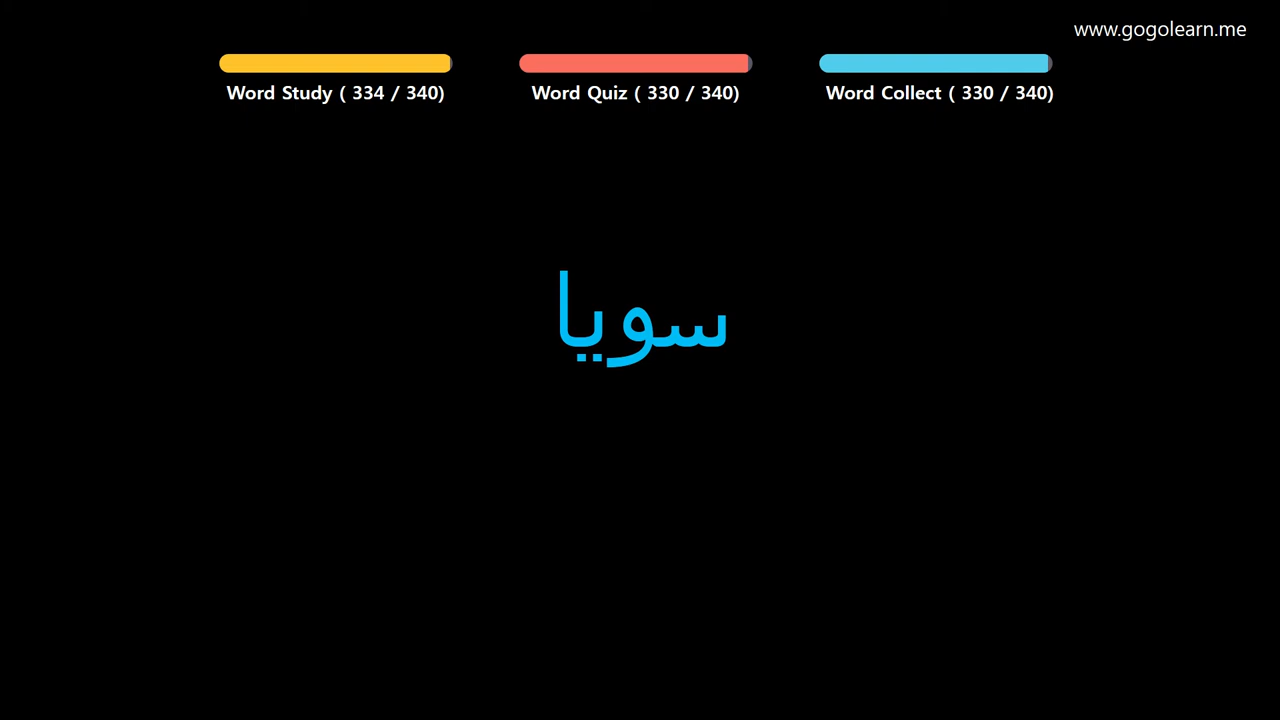 www.gogolearn.me
Word Study ( 334 / 340)
Word Quiz ( 330 / 340)
Word Collect ( 330 / 340)
سويا